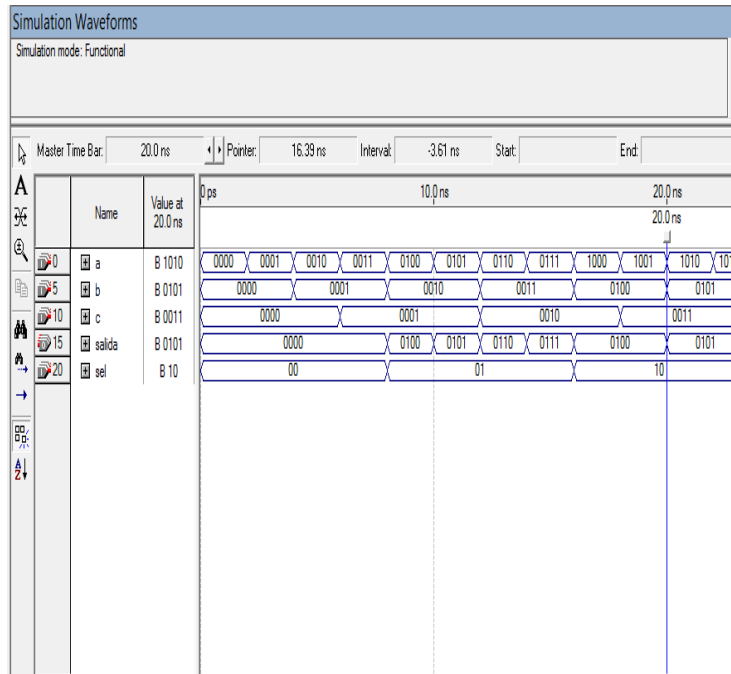 Simulation Waveforms
Simulation mode: Functional
Master Time Bar: 20.0 ns Pointer: 16.39 ns Interval: -3.61 ns Start: End:
Name Value at 20.0 ns 0 ps 10.0 ns 20.0 ns
20.0 ns
0 a B 1010 0000 0001 0010 0011 0100 0101 0110 0111 1000 1001 1010
5 b B 0101 0000 0001 0010 0011 0100 0101
10 c B 0011 0000 0001 0010 0011
15 salida B 0101 0000 0100 0101 0110 0111 0100 0101
20 sel B 10 00 01 10